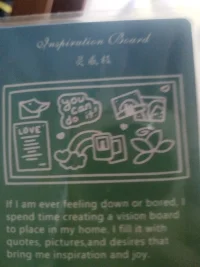 Inspiration Board
灵感板
you
can
do
it
LOVE
If I am ever feeling down or bored, I
spend time creating a vision board
to place in my home. I fill it with
quotes, pictures,and desires that
bring me inspiration and joy.